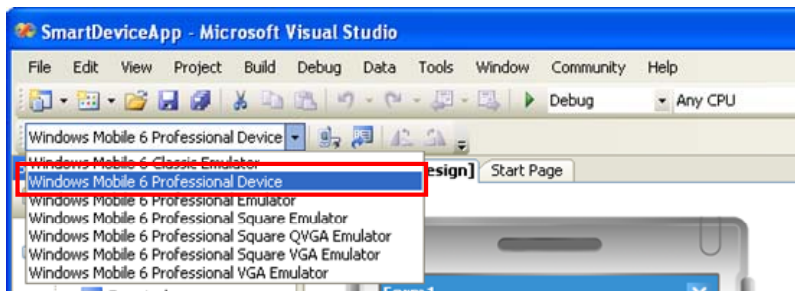 SmartDeviceApp - Microsoft Visual Studio
File Edit View Project Build Debug Data Tools Window Community Help
Debug Any CPU
Windows Mobile 6 Professional Device
Windows Mobile 6 Classic Emulator
Windows Mobile 6 Professional Device
esign] Start Page
Windows Mobile 6 Professional Emulator
Windows Mobile 6 Professional Square Emulator
Windows Mobile 6 Professional Square QVGA Emulator
Windows Mobile 6 Professional Square VGA Emulator
Windows Mobile 6 Professional VGA Emulator